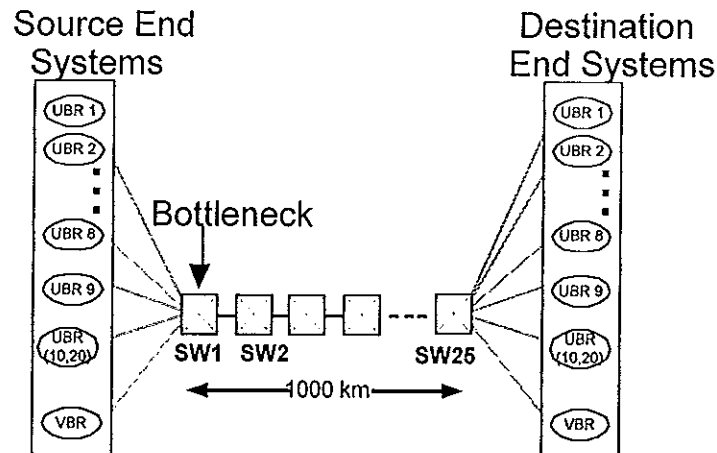 Source End
Systems
Destination
End Systems
UBR 1
UBR 2
UBR 8
UBR 9
UBR
(10,20)
VBR
Bottleneck
SW1
SW2
SW25
1000 km
UBR 1
UBR 2
UBR 8
UBR 9
UBR
(10,20)
VBR